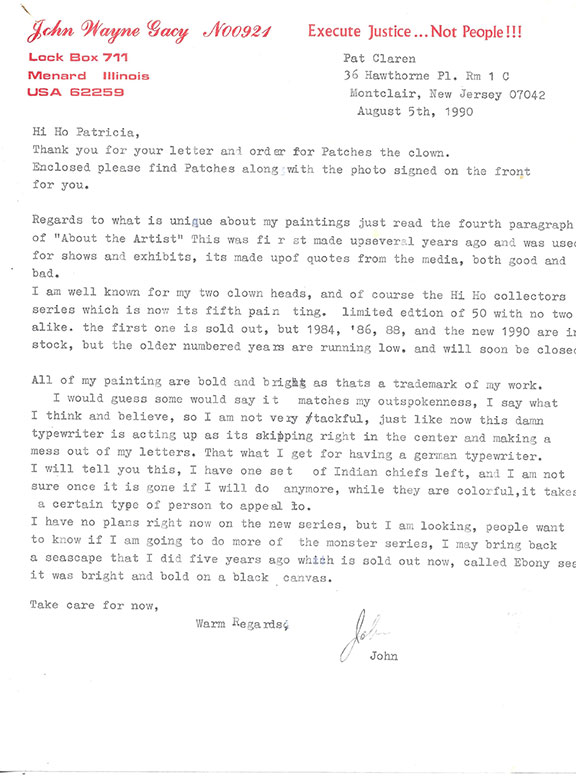 John Wayne Gacy N00921 Execute Justice...Not People!!!
Lock Box 711
Menard Illinois
USA 62259
Pat Claren
36 Hawthorne Pl. Rm 1 C
Montclair, New Jersey 07042
August 5th, 1990
Hi Ho Patricia,
Thank you for your letter and order for Patches the clown.
Enclosed please find Patches along with the photo signed on the front
for you.
Regards to what is unique about my paintings just read the fourth paragraph
of "About the Artist" This was fi r st made upseveral years ago and was used
for shows and exhibits, its made upof quotes from the media, both good and
bad.
I am well known for my two clown heads, and of course the Hi Ho collectors
series which is now its fifth pain ting. limited edtion of 50 with no two
alike. the first one is sold out, but 1984, '86, 88, and the new 1990 are in
stock, but the older numbered years are running low. and will soon be closed
All of my painting are bold and bright as thats a trademark of my work.
I would guess some would say it matches my outspokenness, I say what
I think and believe, so I am not very tackful, just like now this damn
typewriter is acting up as its skipping right in the center and making a
mess out of my letters. That what I get for having a german typewriter.
I will tell you this, I have one set of Indian chiefs left, and I am not
sure once it is gone if I will do anymore, while they are colorful,it takes
a certain type of person to appeal to.
I have no plans right now on the new series, but I am looking, people want
to know if I am going to do more of the monster series, I may bring back
a seascape that I did five years ago which is sold out now, called Ebony sea
it was bright and bold on a black canvas.
Take care for now,
Warm Regards,
John
John